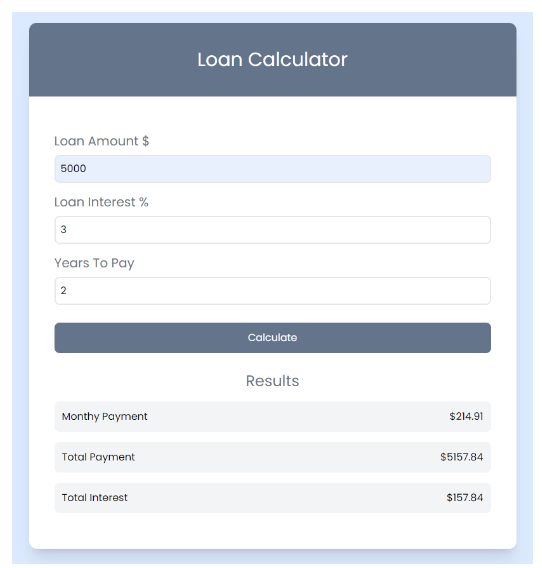 Loan Calculator
Loan Amount $
5000
Loan Interest %
3
Years To Pay
2
Calculate
Results
Monthy Payment $214.91
Total Payment $5157.84
Total Interest $157.84